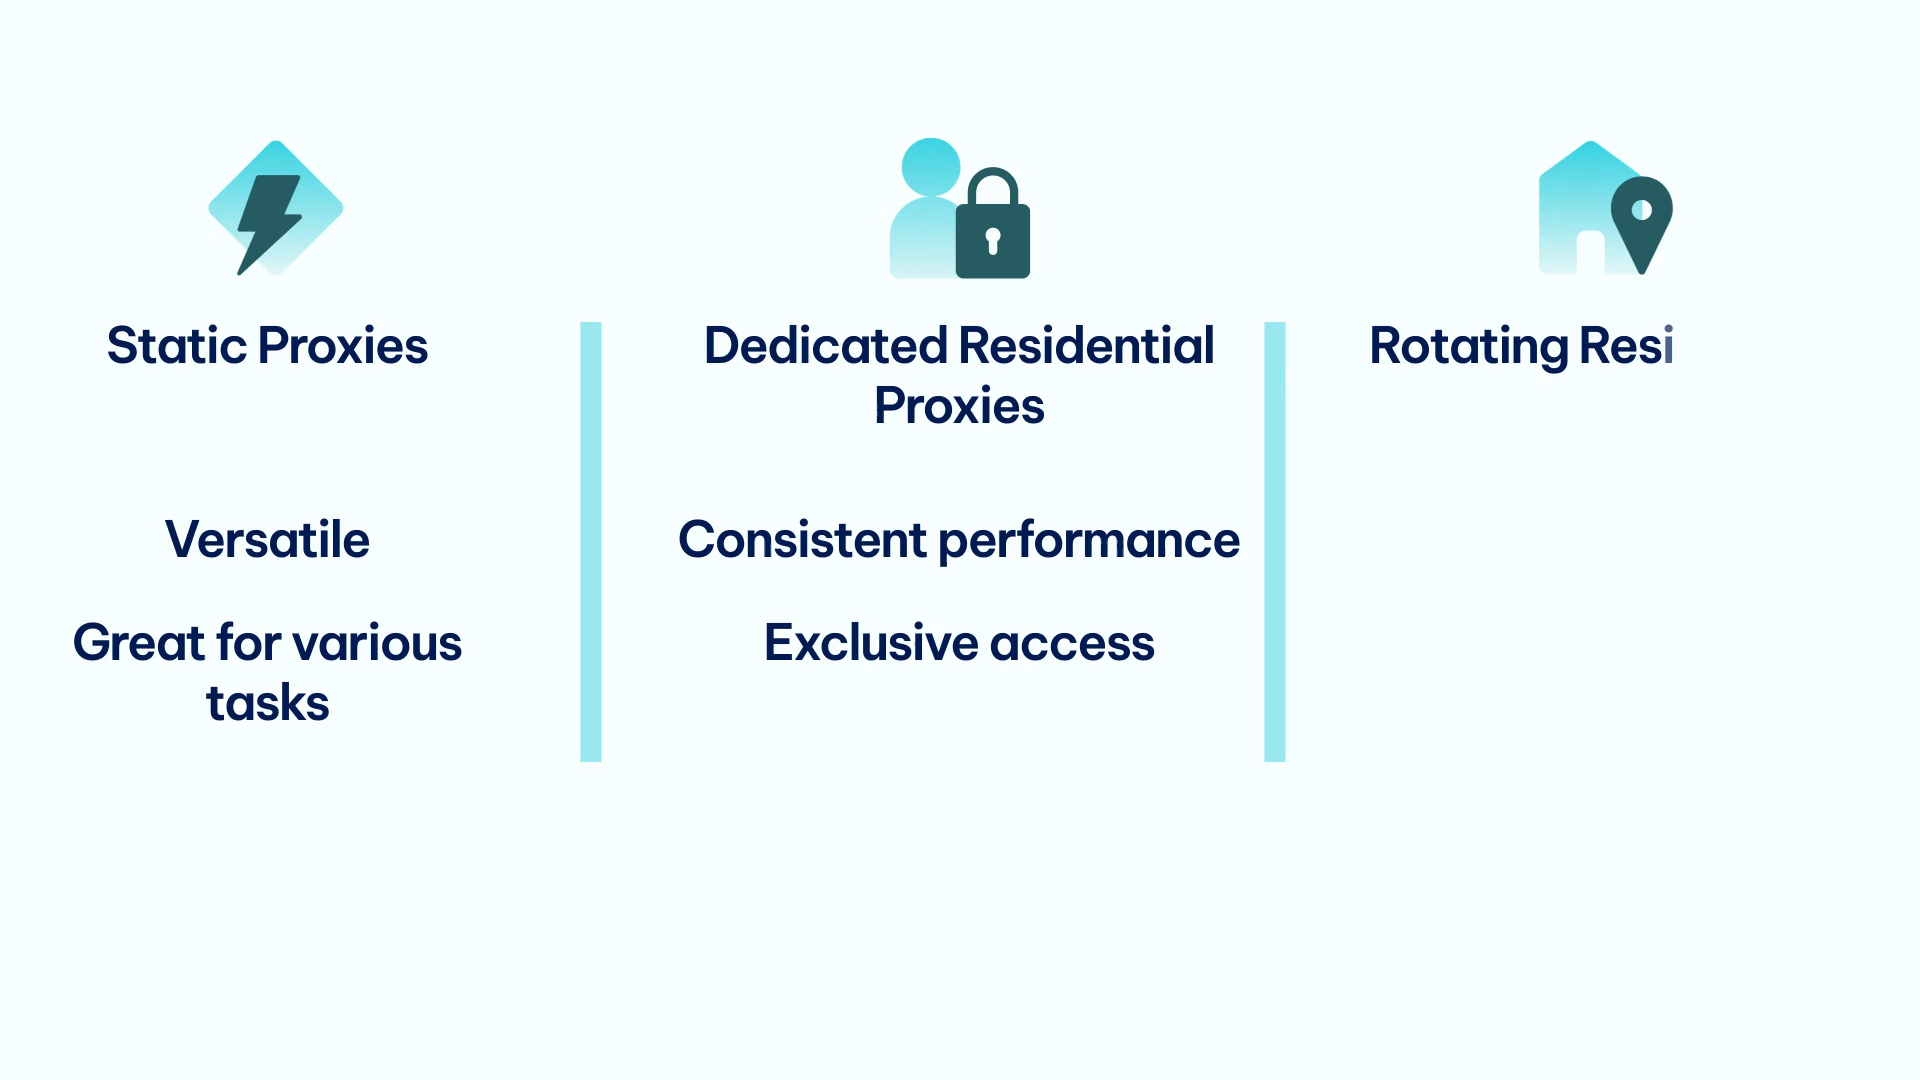 Static Proxies
Versatile
Great for various
tasks
Dedicated Residential
Proxies
Consistent performance
Exclusive access
Rotating Resi